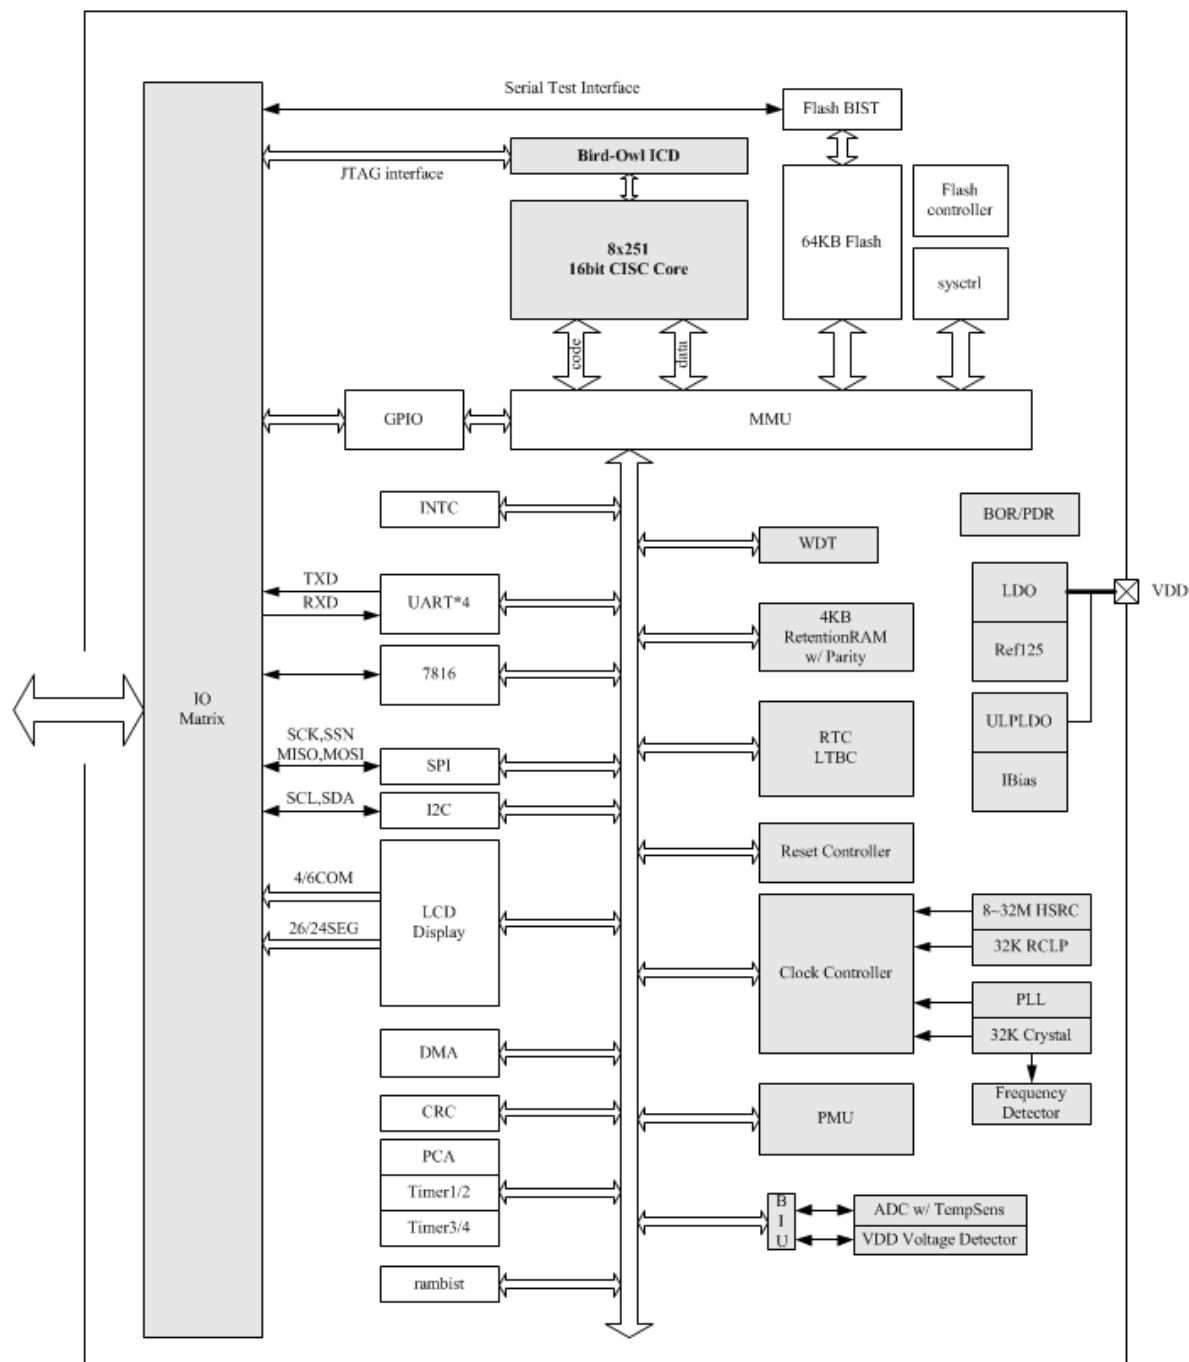 Serial Test Interface
Flash BIST
Bird-Owl ICD
JTAG interface
Flash
controller
8x251
16bit CISC Core
64KB Flash
sysctrl
code
data
GPIO
MMU
INTC
BOR/PDR
WDT
TXD
RXD
UART*4
LDO
VDD
4KB
RetentionRAM
w/ Parity
Ref125
7816
IO
Matrix
ULPLDO
SCK,SSN
MISO,MOSI
SPI
RTC
LTBC
IBias
SCL,SDA
I2C
Reset Controller
4/6COM
26/24SEG
LCD
Display
8~32M HSRC
32K RCLP
Clock Controller
PLL
32K Crystal
DMA
Frequency
Detector
CRC
PMU
PCA
Timer1/2
Timer3/4
B
I
U
ADC w/ TempSens
VDD Voltage Detector
rambist